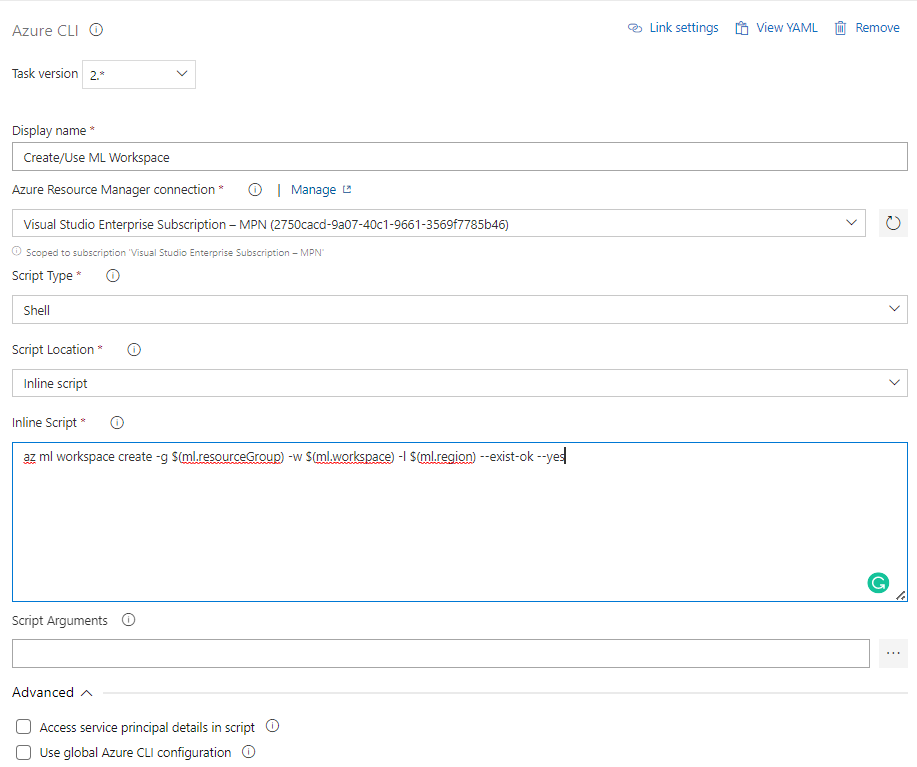 Azure CLI
Link settings View YAML Remove
Task version 2.*
Display name *
Create/Use ML Workspace
Azure Resource Manager connection * | Manage
Visual Studio Enterprise Subscription – MPN (2750cacd-9a07-40c1-9661-3569f7785b46)
Scoped to subscription 'Visual Studio Enterprise Subscription – MPN'
Script Type *
Shell
Script Location *
Inline script
Inline Script *
az ml workspace create -g $(ml.resourceGroup) -w $(ml.workspace) -l $(ml.region) --exist-ok --yes
Script Arguments
...
Advanced
Access service principal details in script
Use global Azure CLI configuration